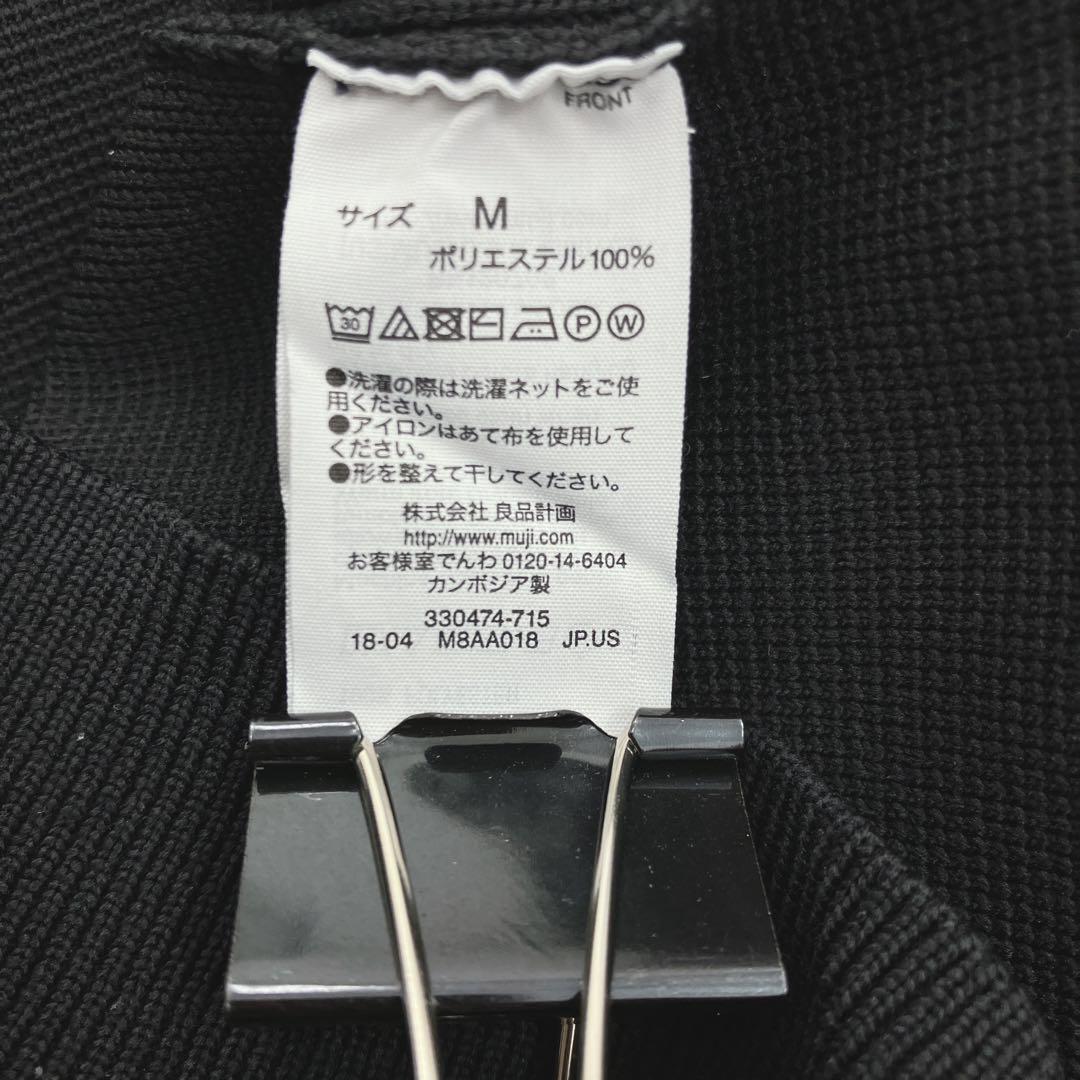 FRONT
サイズ M
ポリエステル100%
30 P W
●洗濯の際は洗濯ネットをご使
用ください。
●アイロンはあて布を使用して
ください。
●形を整えて干してください。
株式会社 良品計画
http://www.muji.com
お客様室でんわ 0120-14-6404
カンボジア製
330474-715
18-04 M8AA018 JP.US